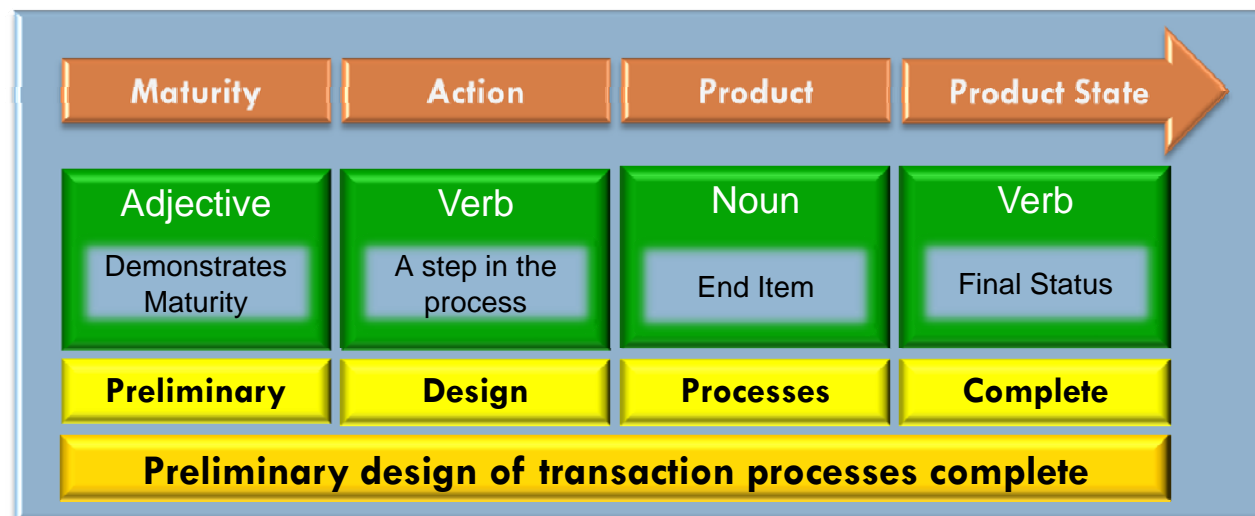 Maturity
Action
Product
Product State
Adjective
Verb
Noun
Verb
Demonstrates
Maturity
A step in the
process
End Item
Final Status
Preliminary
Design
Processes
Complete
Preliminary design of transaction processes complete